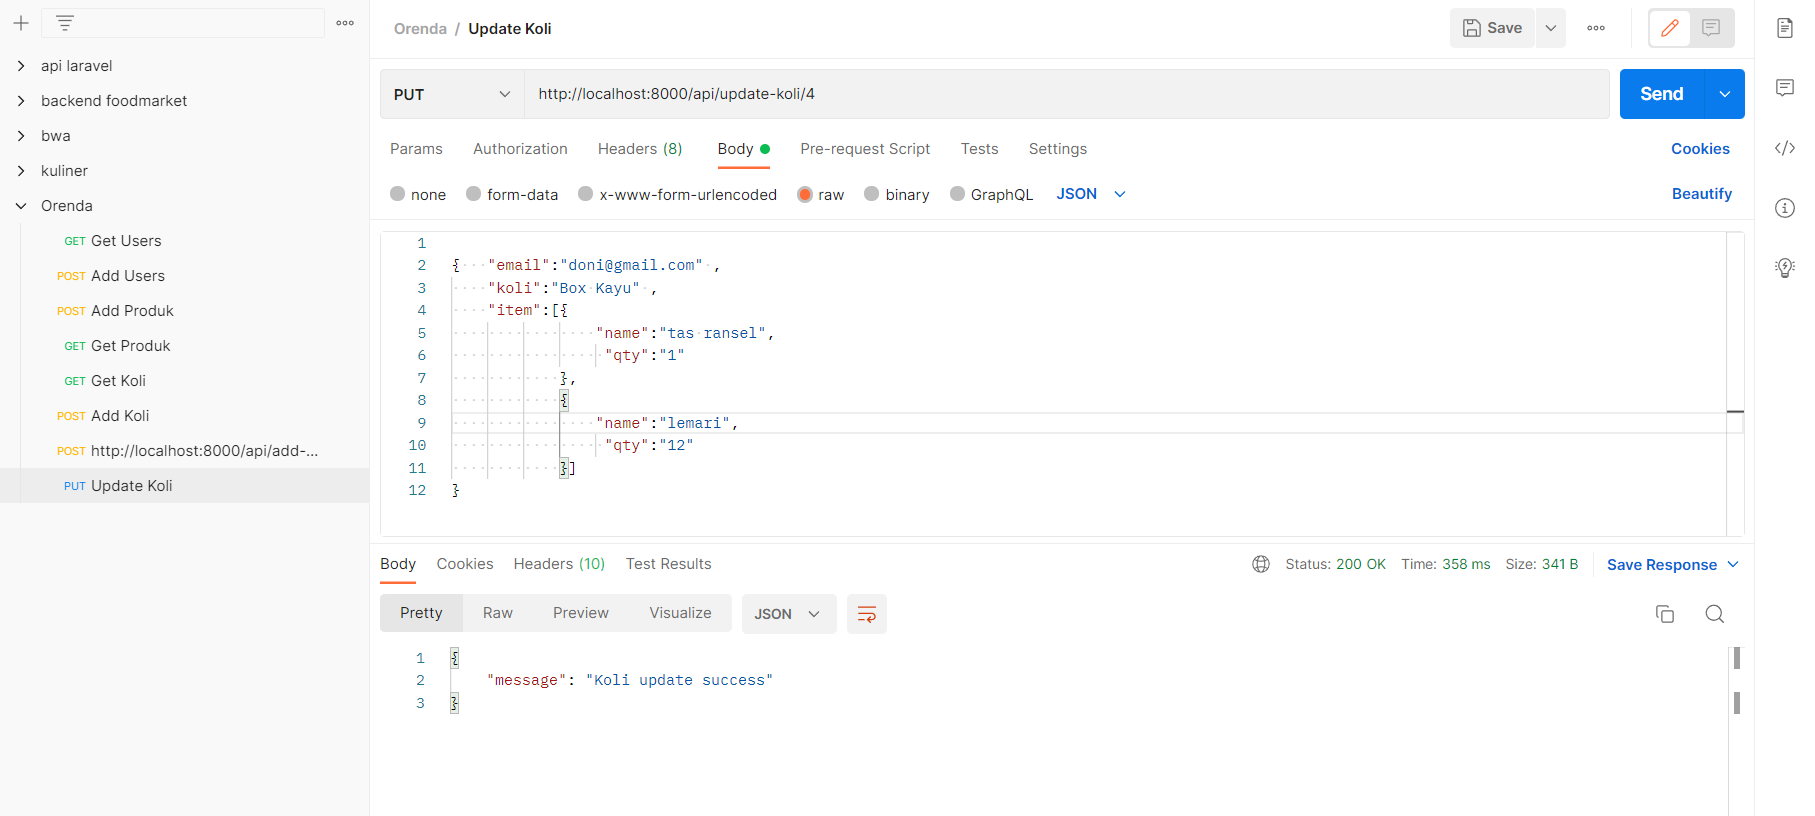 api laravel
backend foodmarket
bwa
kuliner
Orenda
GET Get Users
POST Add Users
POST Add Produk
GET Get Produk
GET Get Koli
POST Add Koli
POST http://localhost:8000/api/add-...
PUT Update Koli
Orenda / Update Koli
Save
PUT http://localhost:8000/api/update-koli/4
Send
Params Authorization Headers (8) Body Pre-request Script Tests Settings Cookies
none form-data x-www-form-urlencoded raw binary GraphQL JSON Beautify
1
2 { "email":"doni@gmail.com" ,
3 "koli":"Box Kayu" ,
4 "item":[{
5 "name":"tas ransel",
6 "qty":"1"
7 },
8 {
9 "name":"lemari",
10 "qty":"12"
11 }]
12 }
Body Cookies Headers (10) Test Results Status: 200 OK Time: 358 ms Size: 341 B Save Response
Pretty Raw Preview Visualize JSON
1 {
2 "message": "Koli update success"
3 }